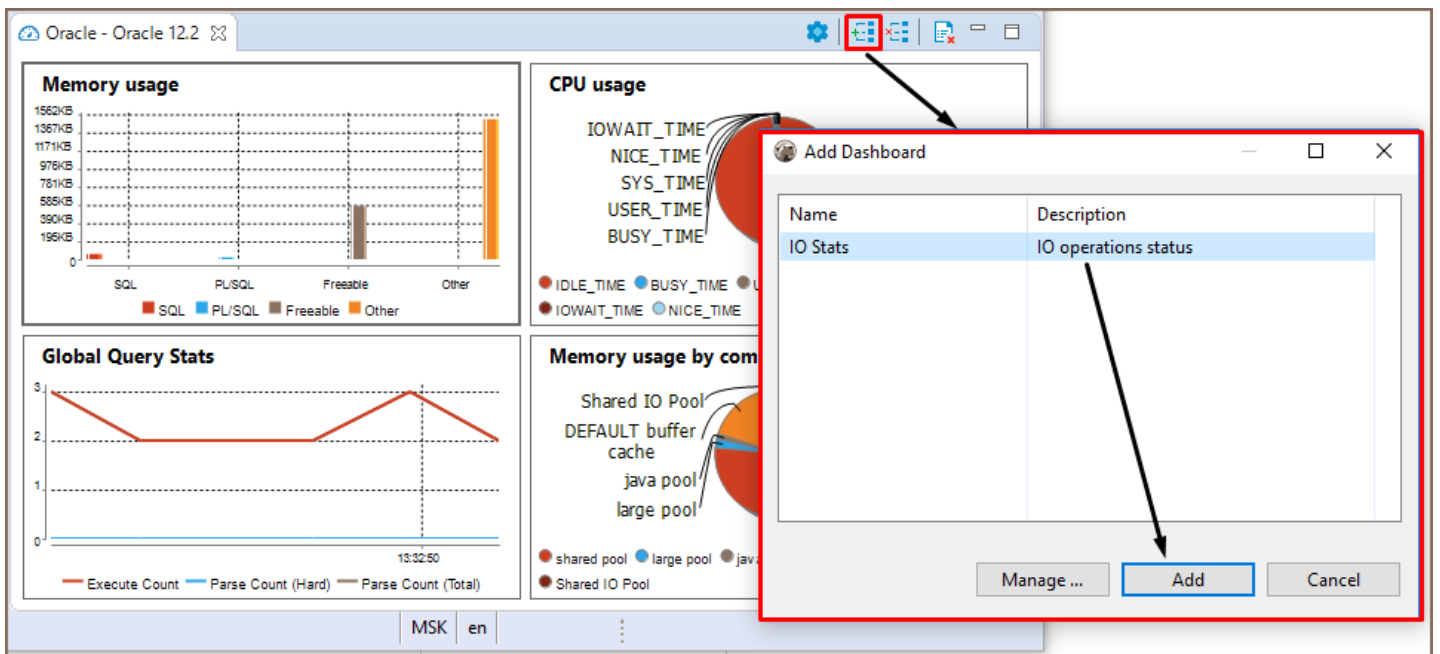 Oracle - Oracle 12.2
Memory usage
1562KB
1367KB
1171KB
976KB
781KB
585KB
390KB
195KB
0
SQL PL/SQL Freeable Other
SQL PL/SQL Freeable Other
CPU usage
IOWAIT_TIME
NICE_TIME
SYS_TIME
USER_TIME
BUSY_TIME
IDLE_TIME BUSY_TIME
IOWAIT_TIME NICE_TIME
Global Query Stats
3
2
1
0
13:32:50
Execute Count Parse Count (Hard) Parse Count (Total)
Memory usage by com
Shared IO Pool
DEFAULT buffer
cache
java pool
large pool
shared pool large pool jav
Shared IO Pool
MSK en
Add Dashboard
Name Description
IO Stats IO operations status
Manage ... Add Cancel